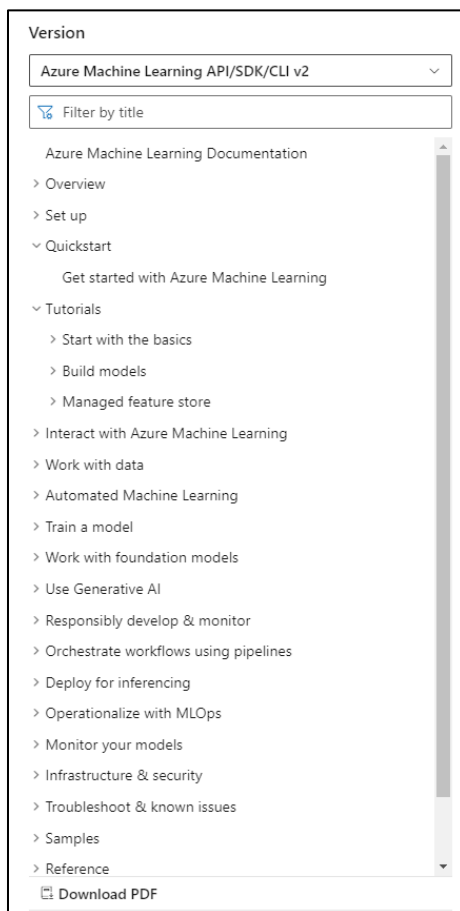 Version
Azure Machine Learning API/SDK/CLI v2
Filter by title
Azure Machine Learning Documentation
Overview
Set up
Quickstart
Get started with Azure Machine Learning
Tutorials
Start with the basics
Build models
Managed feature store
Interact with Azure Machine Learning
Work with data
Automated Machine Learning
Train a model
Work with foundation models
Use Generative AI
Responsibly develop & monitor
Orchestrate workflows using pipelines
Deploy for inferencing
Operationalize with MLOps
Monitor your models
Infrastructure & security
Troubleshoot & known issues
Samples
Reference
Download PDF